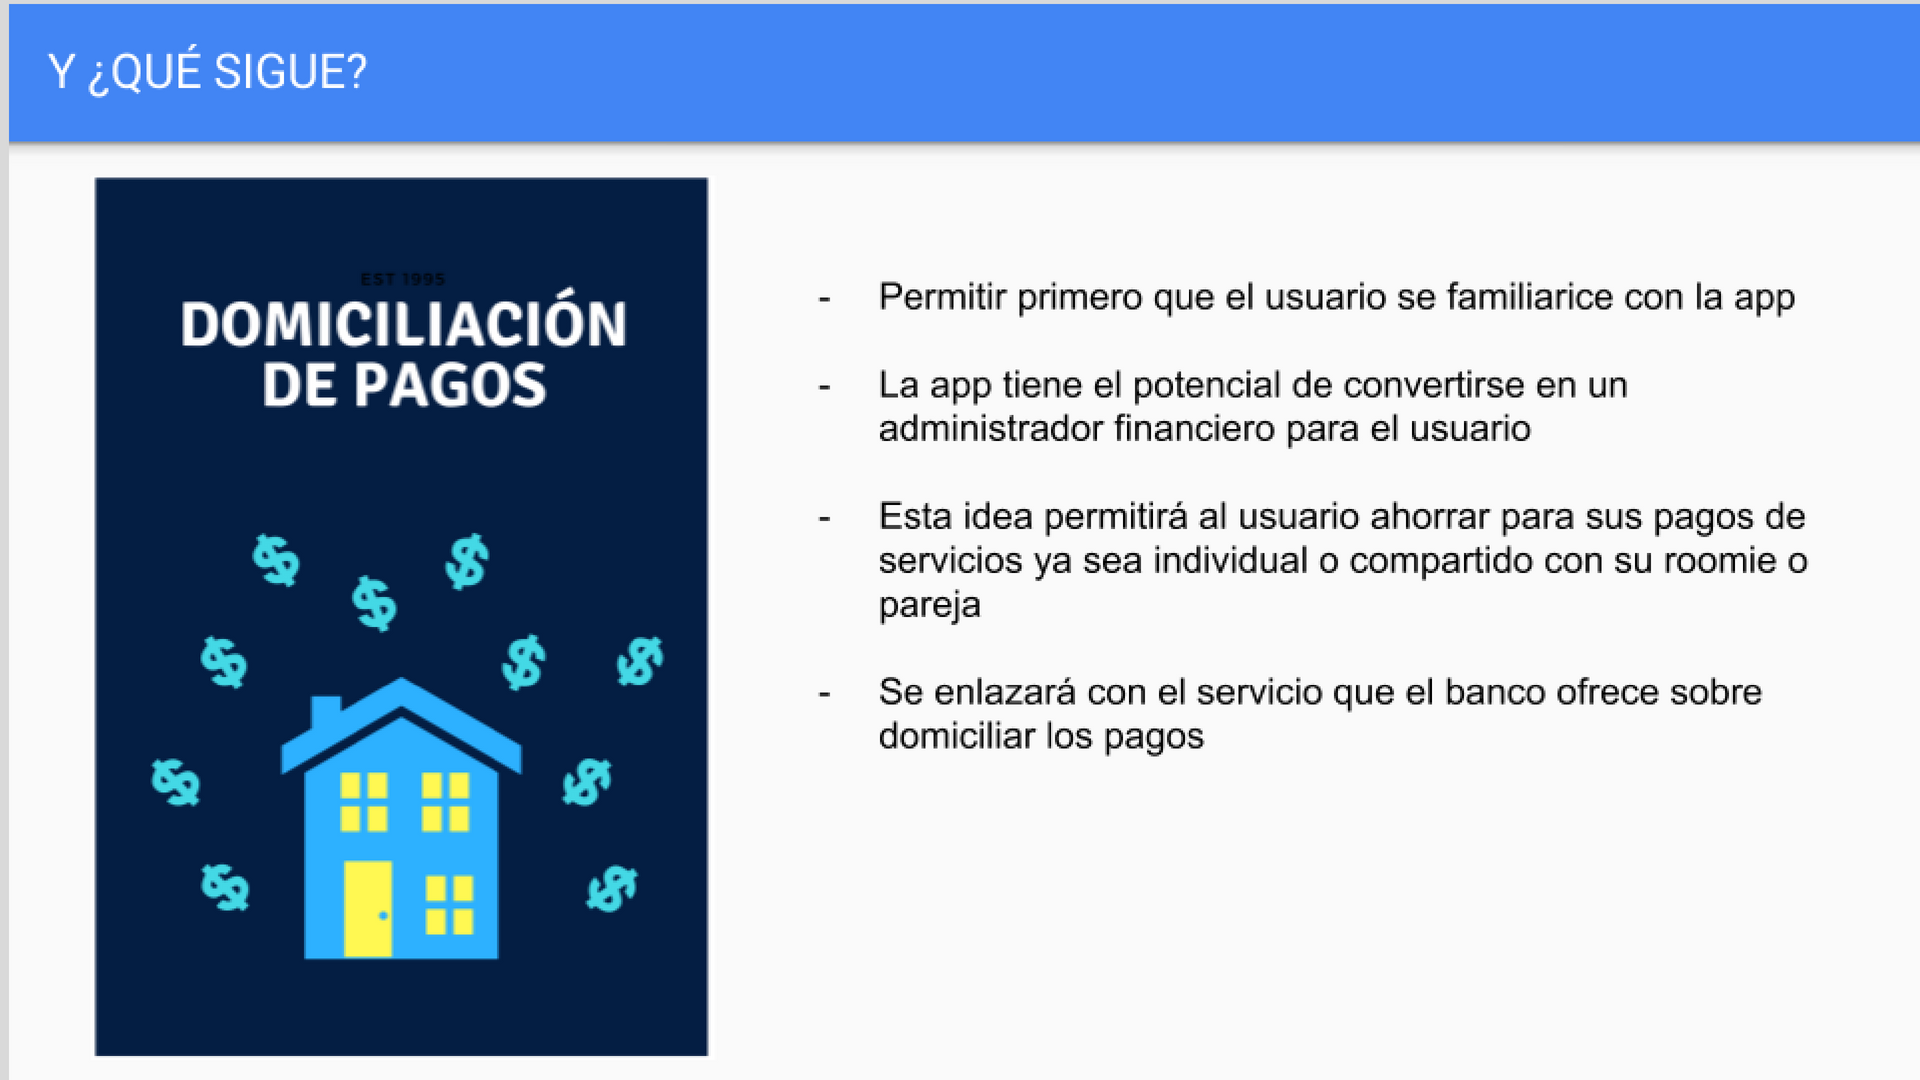 Y ¿QUÉ SIGUE?
EST 1995
DOMICILIACIÓN
DE PAGOS
- Permitir primero que el usuario se familiarice con la app
- La app tiene el potencial de convertirse en un
administrador financiero para el usuario
- Esta idea permitirá al usuario ahorrar para sus pagos de
servicios ya sea individual o compartido con su roomie o
pareja
- Se enlazará con el servicio que el banco ofrece sobre
domiciliar los pagos